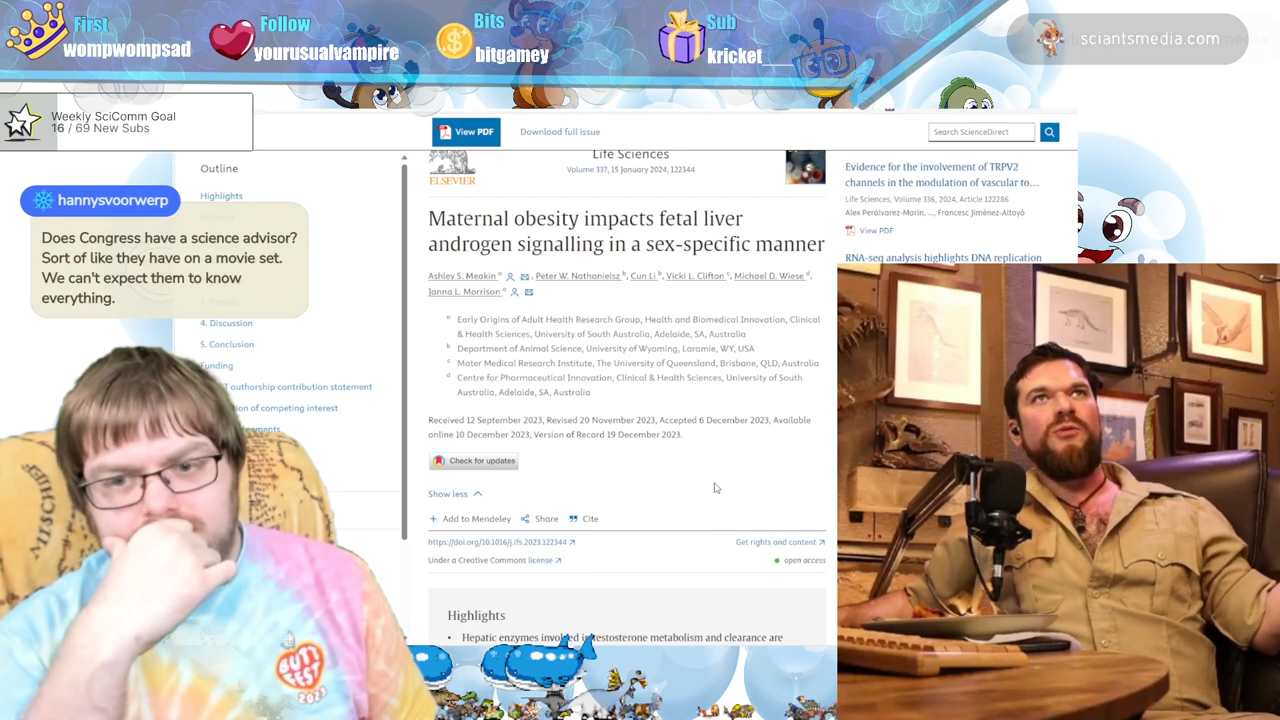 First
wompwompsad
Follow
yourusualvampire
Bits
bitgamey
Sub
kricket____
sciantsmedia.com
Weekly SciComm Goal
16 / 69 New Subs
hannysvoorwerp
Does Congress have a science advisor?
Sort of like they have on a movie set.
We can't expect them to know
everything.
Outline
Highlights
4. Discussion
5. Conclusion
Funding
T authorship contribution statement
ion of competing interest
View PDF
Download full issue
Search ScienceDirect
ELSEVIER
Life Sciences
Volume 337, 15 January 2024, 122344
Maternal obesity impacts fetal liver
androgen signalling in a sex-specific manner
Ashley S. Meakin a, Peter W. Nathanielsz b, Cun Li b, Vicki L. Clifton c, Michael D. Wiese d,
Janna L. Morrison a
a Early Origins of Adult Health Research Group, Health and Biomedical Innovation, Clinical
& Health Sciences, University of South Australia, Adelaide, SA, Australia
b Department of Animal Science, University of Wyoming, Laramie, WY, USA
c Mater Medical Research Institute, The University of Queensland, Brisbane, QLD, Australia
d Centre for Pharmaceutical Innovation, Clinical & Health Sciences, University of South
Australia, Adelaide, SA, Australia
Received 12 September 2023, Revised 20 November 2023, Accepted 6 December 2023, Available
online 10 December 2023, Version of Record 19 December 2023.
Check for updates
Show less
Add to Mendeley
Share
Cite
https://doi.org/10.1016/j.lfs.2023.122344
Get rights and content
Under a Creative Commons license
open access
Highlights
• Hepatic enzymes involved in testosterone metabolism and clearance are
Evidence for the involvement of TRPV2
channels in the modulation of vascular to…
Life Sciences, Volume 336, 2024, Article 122286
Alex Peralvarez-Marin, …, Francesc Jiménez-Altayó
View PDF
RNA-seq analysis highlights DNA replication
BUTT
FEST
2023